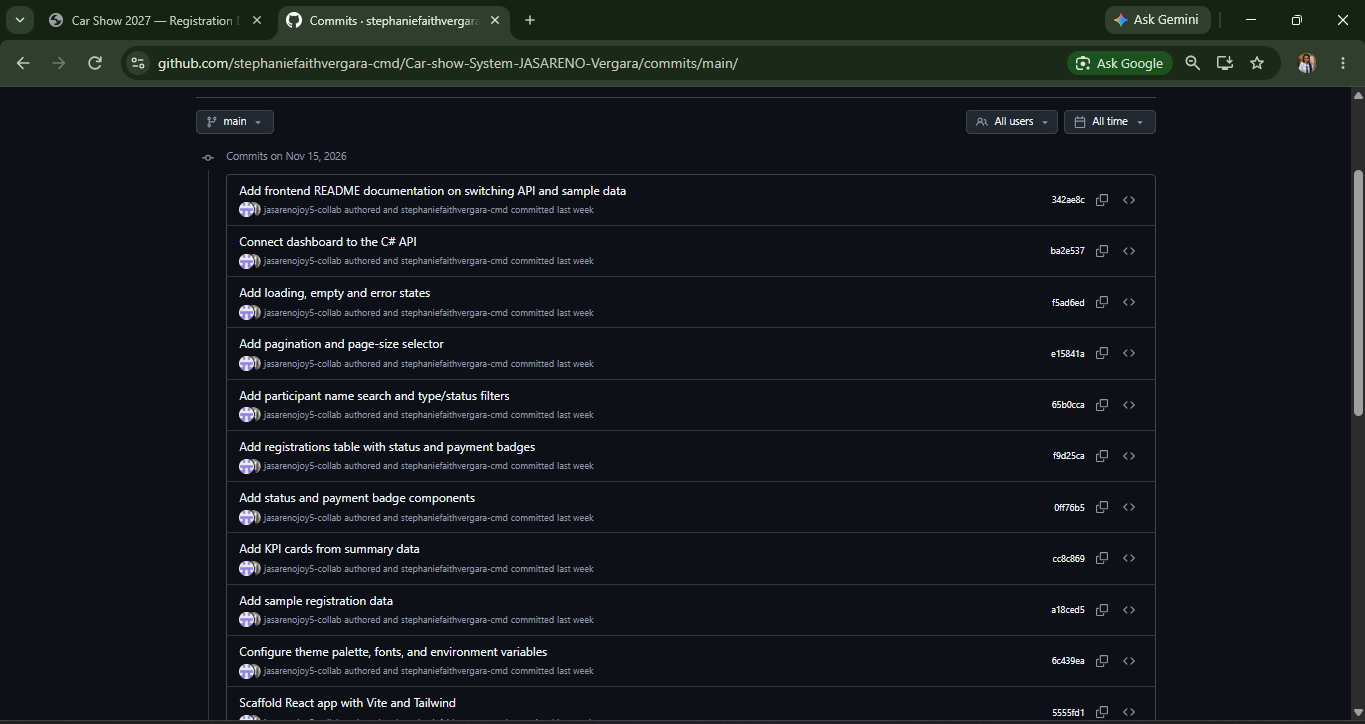 Car Show 2027 — Registration D
Commits · stephaniefaithvergara
Ask Gemini
github.com/stephaniefaithvergara-cmd/Car-show-System-JASARENO-Vergara/commits/main/
Ask Google
main
All users
All time
Commits on Nov 15, 2026
Add frontend README documentation on switching API and sample data
342ae8c
jasarenojoy5-collab authored and stephaniefaithvergara-cmd committed last week
Connect dashboard to the C# API
ba2e537
jasarenojoy5-collab authored and stephaniefaithvergara-cmd committed last week
Add loading, empty and error states
f5ad6ed
jasarenojoy5-collab authored and stephaniefaithvergara-cmd committed last week
Add pagination and page-size selector
e15841a
jasarenojoy5-collab authored and stephaniefaithvergara-cmd committed last week
Add participant name search and type/status filters
65b0cca
jasarenojoy5-collab authored and stephaniefaithvergara-cmd committed last week
Add registrations table with status and payment badges
f9d25ca
jasarenojoy5-collab authored and stephaniefaithvergara-cmd committed last week
Add status and payment badge components
0ff76b5
jasarenojoy5-collab authored and stephaniefaithvergara-cmd committed last week
Add KPI cards from summary data
cc8c869
jasarenojoy5-collab authored and stephaniefaithvergara-cmd committed last week
Add sample registration data
a18ced5
jasarenojoy5-collab authored and stephaniefaithvergara-cmd committed last week
Configure theme palette, fonts, and environment variables
6c439ea
jasarenojoy5-collab authored and stephaniefaithvergara-cmd committed last week
Scaffold React app with Vite and Tailwind
5555fd1